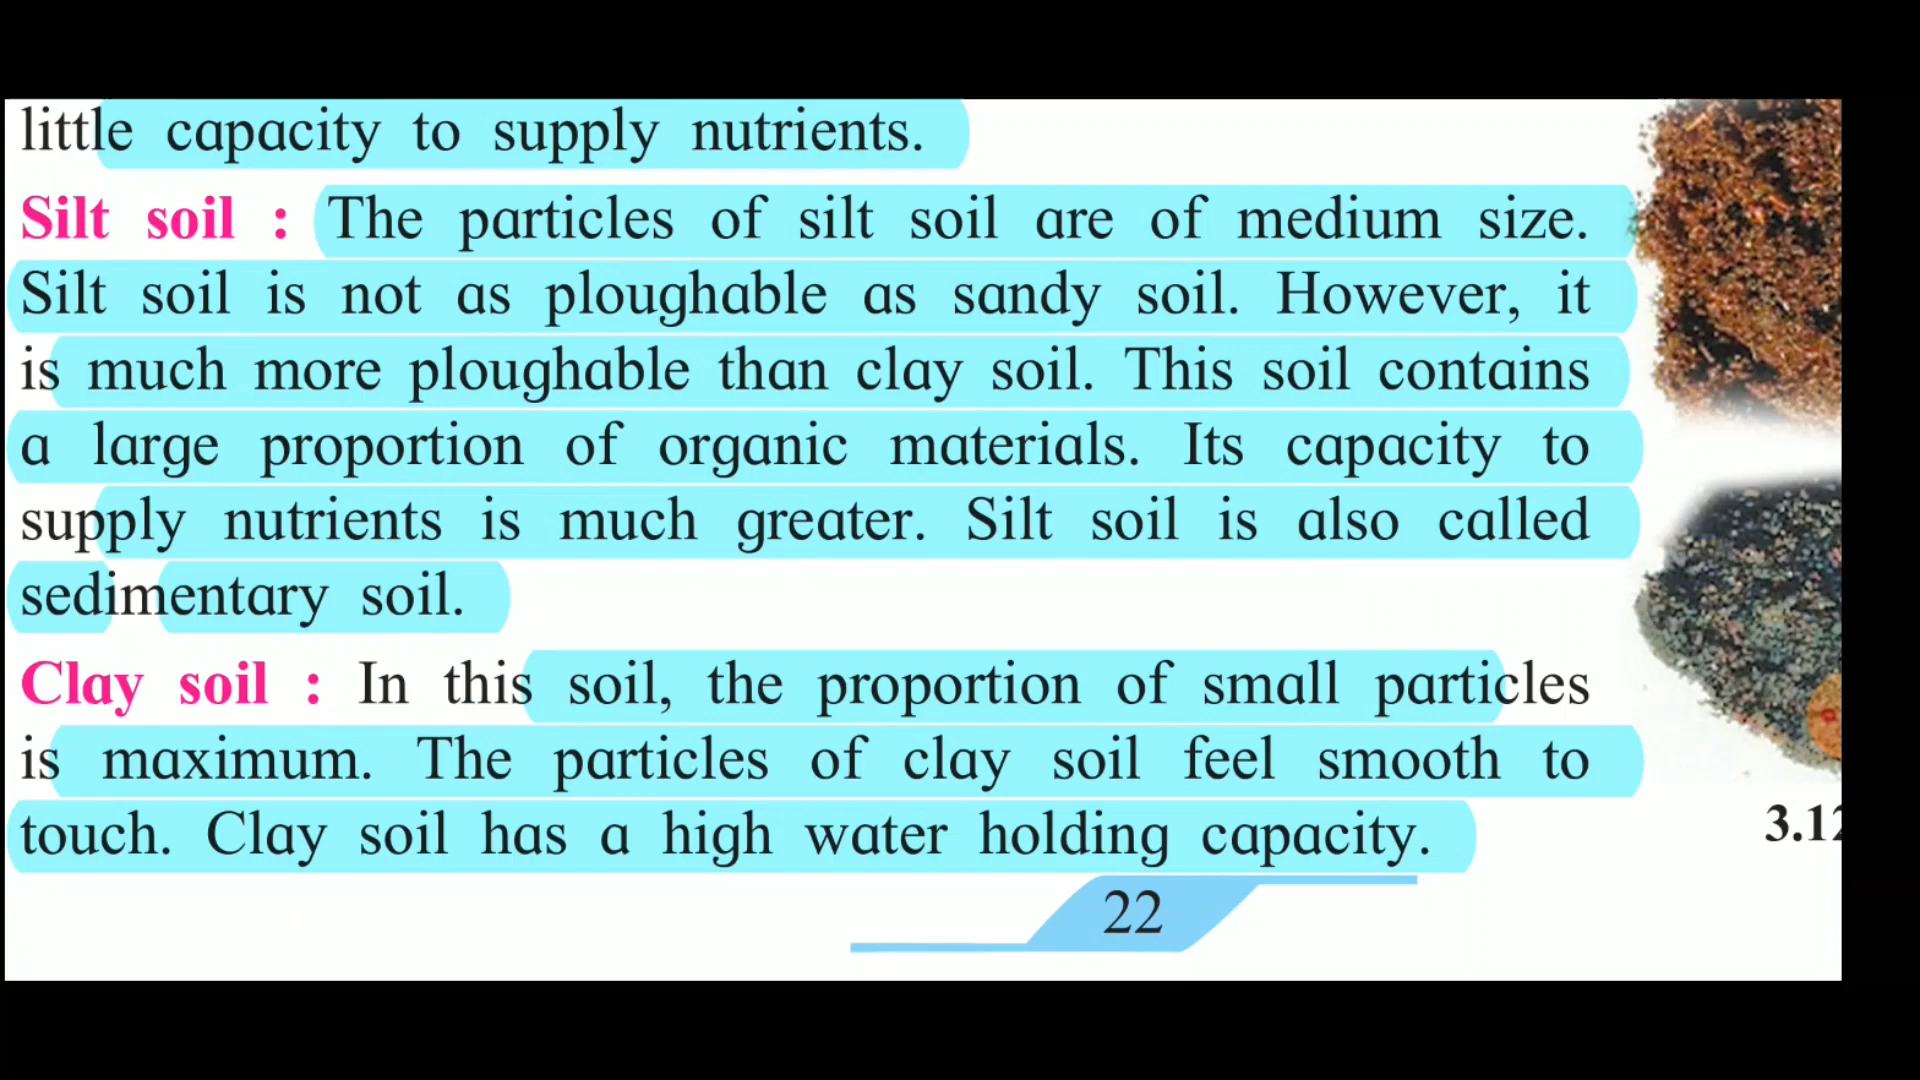 little capacity to supply nutrients.
Silt soil : The particles of silt soil are of medium size.
Silt soil is not as ploughable as sandy soil. However, it
is much more ploughable than clay soil. This soil contains
a large proportion of organic materials. Its capacity to
supply nutrients is much greater. Silt soil is also called
sedimentary soil.
Clay soil : In this soil, the proportion of small particles
is maximum. The particles of clay soil feel smooth to
touch. Clay soil has a high water holding capacity.
3.12
22